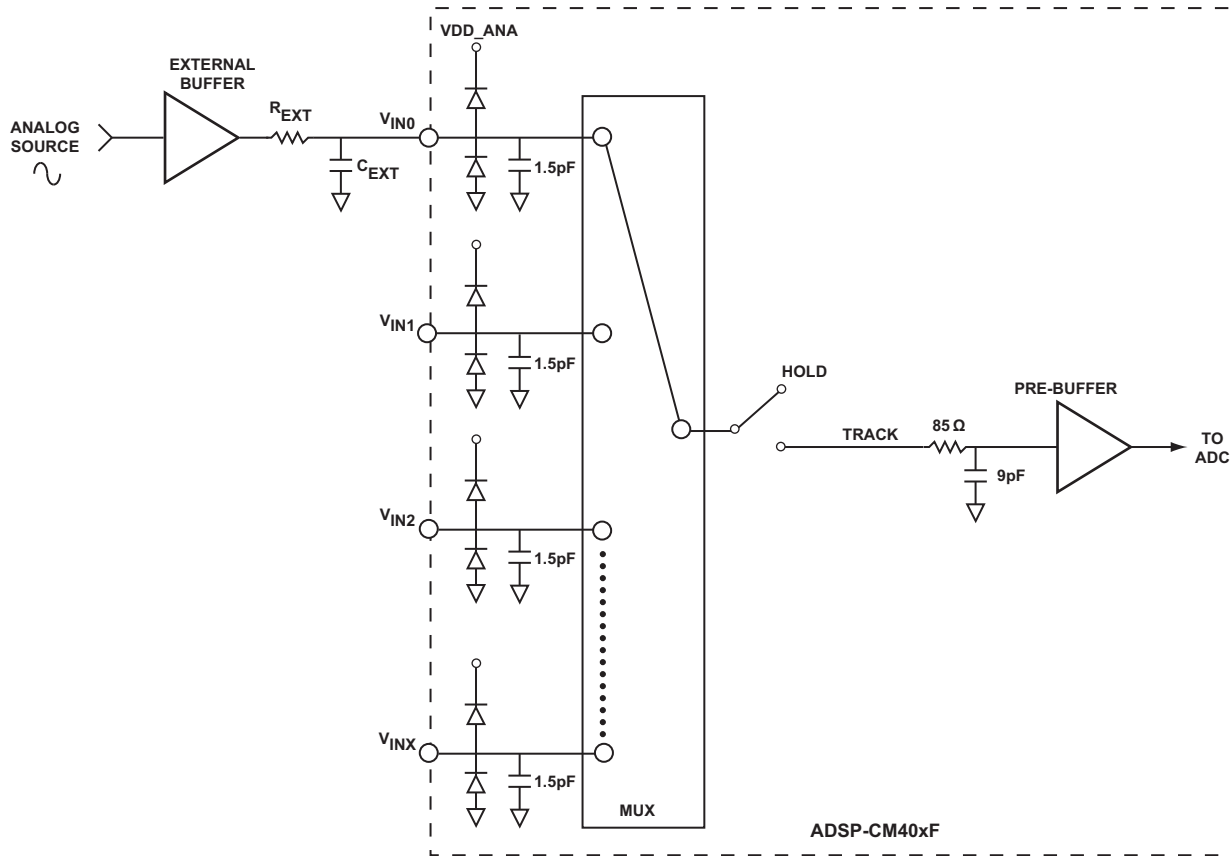 VDD_ANA
EXTERNAL
BUFFER
REXT
ANALOG
SOURCE
VIN0
CEXT
1.5pF
VIN1
1.5pF
HOLD
PRE-BUFFER
85 Ω
TRACK
TO
ADC
9pF
VIN2
1.5pF
VINX
1.5pF
MUX
ADSP-CM40xF